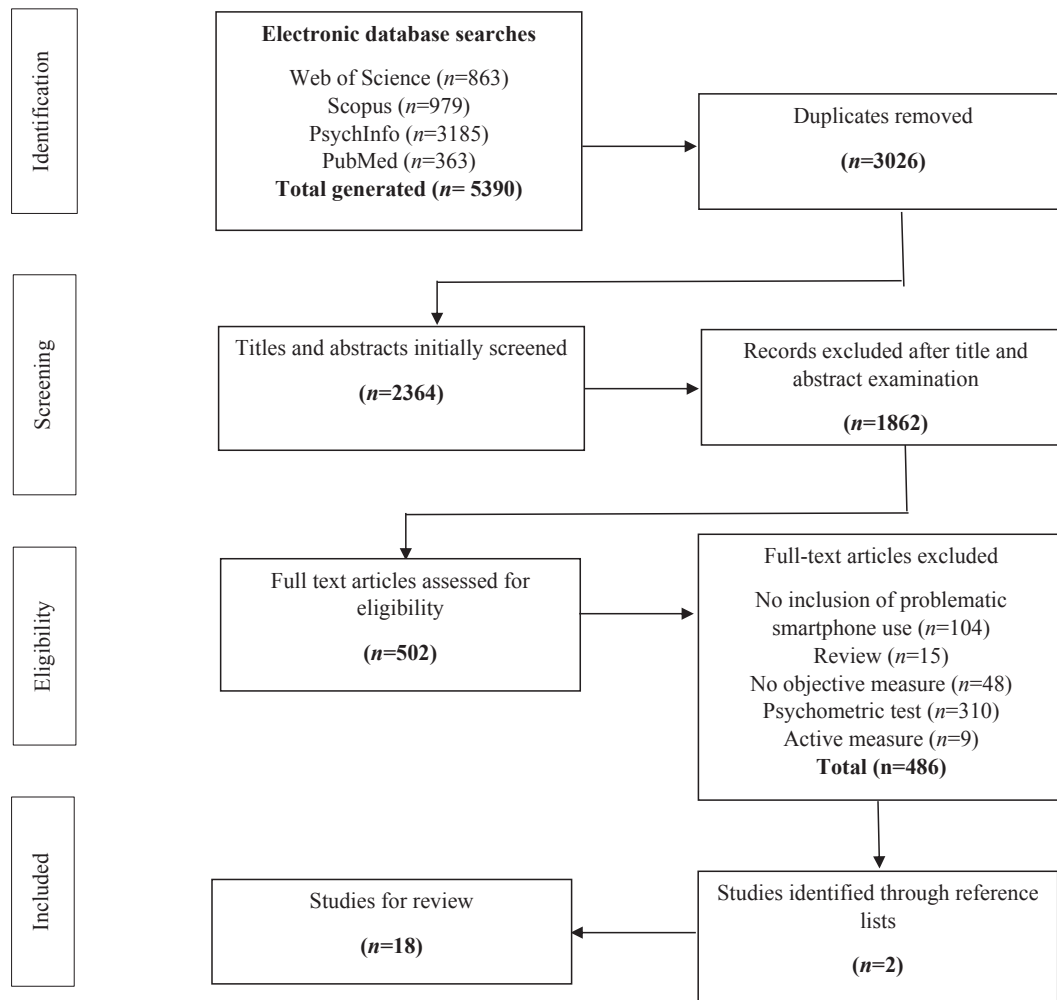 Identification
Electronic database searches
Web of Science (n=863)
Scopus (n=979)
PsychInfo (n=3185)
PubMed (n=363)
Total generated (n= 5390)
Duplicates removed
(n=3026)
Screening
Titles and abstracts initially screened
(n=2364)
Records excluded after title and
abstract examination
(n=1862)
Eligibility
Full text articles assessed for
eligibility
(n=502)
Full-text articles excluded
No inclusion of problematic
smartphone use (n=104)
Review (n=15)
No objective measure (n=48)
Psychometric test (n=310)
Active measure (n=9)
Total (n=486)
Included
Studies for review
(n=18)
Studies identified through reference
lists
(n=2)